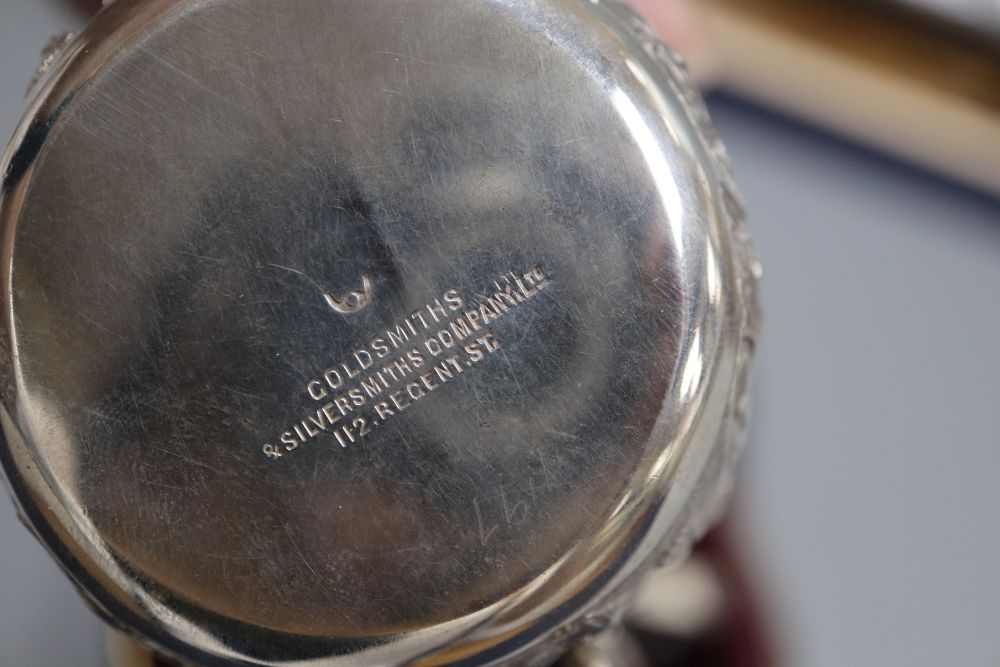 GOLDSMITHS
& SILVERSMITHS COMPANY LTD
112. REGENT. ST.